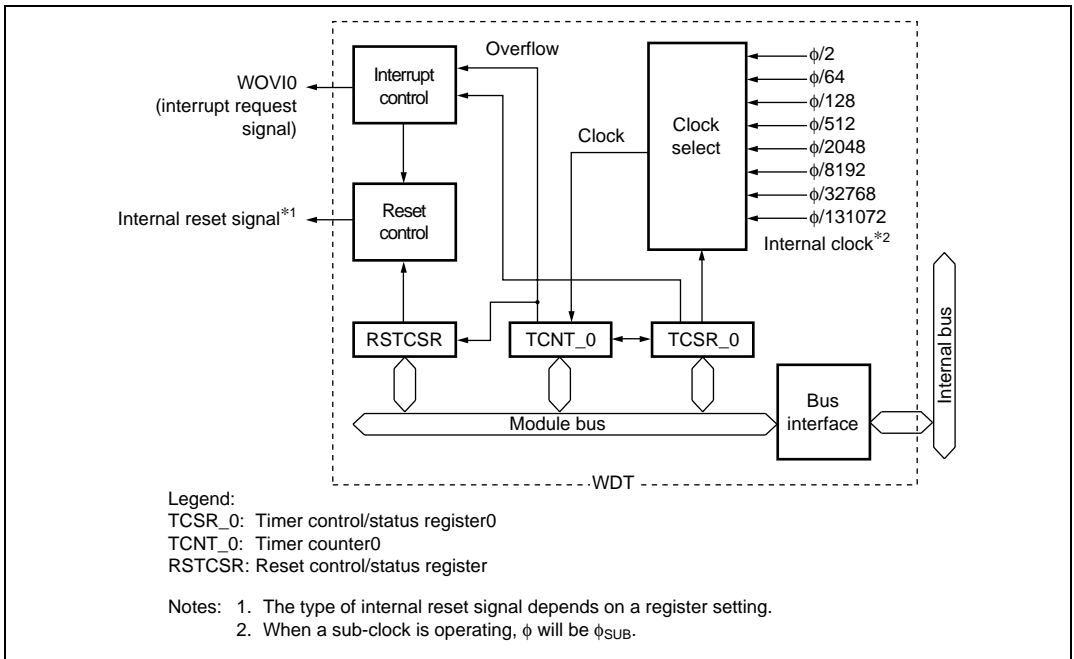 Overflow
Interrupt
control
WOVI0
(interrupt request
signal)
Clock
Clock
select
ϕ/2
ϕ/64
ϕ/128
ϕ/512
ϕ/2048
ϕ/8192
ϕ/32768
ϕ/131072
Internal clock*2
Internal reset signal*1
Reset
control
RSTCSR
TCNT_0
TCSR_0
Internal bus
Module bus
Bus
interface
WDT
Legend:
TCSR_0: Timer control/status register0
TCNT_0: Timer counter0
RSTCSR: Reset control/status register
Notes: 1. The type of internal reset signal depends on a register setting.
2. When a sub-clock is operating, ϕ will be ϕSUB.